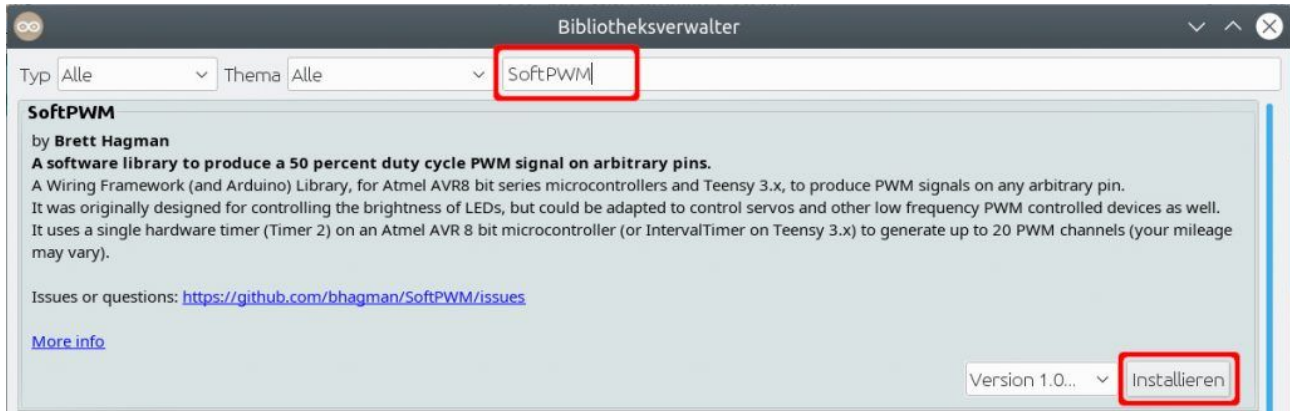 Bibliotheksverwalter
Typ Alle Thema Alle SoftPWM
SoftPWM
by Brett Hagman
A software library to produce a 50 percent duty cycle PWM signal on arbitrary pins.
A Wiring Framework (and Arduino) Library, for Atmel AVR8 bit series microcontrollers and Teensy 3.x, to produce PWM signals on any arbitrary pin.
It was originally designed for controlling the brightness of LEDs, but could be adapted to control servos and other low frequency PWM controlled devices as well.
It uses a single hardware timer (Timer 2) on an Atmel AVR 8 bit microcontroller (or IntervalTimer on Teensy 3.x) to generate up to 20 PWM channels (your mileage
may vary).
Issues or questions: https://github.com/bhagman/SoftPWM/issues
More info
Version 1.0... Installieren